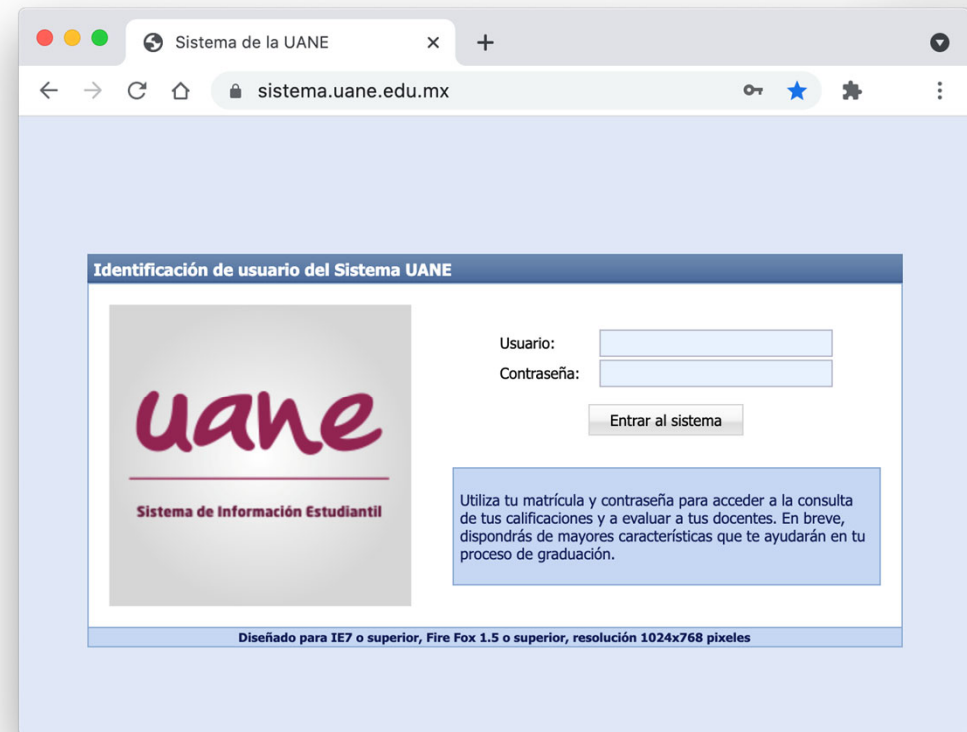 Sistema de la UANE
sistema.uane.edu.mx
Identificación de usuario del Sistema UANE
uane
Sistema de Información Estudiantil
Usuario:
Contraseña:
Entrar al sistema
Utiliza tu matrícula y contraseña para acceder a la consulta
de tus calificaciones y a evaluar a tus docentes. En breve,
dispondrás de mayores características que te ayudarán en tu
proceso de graduación.
Diseñado para IE7 o superior, Fire Fox 1.5 o superior, resolución 1024x768 pixeles